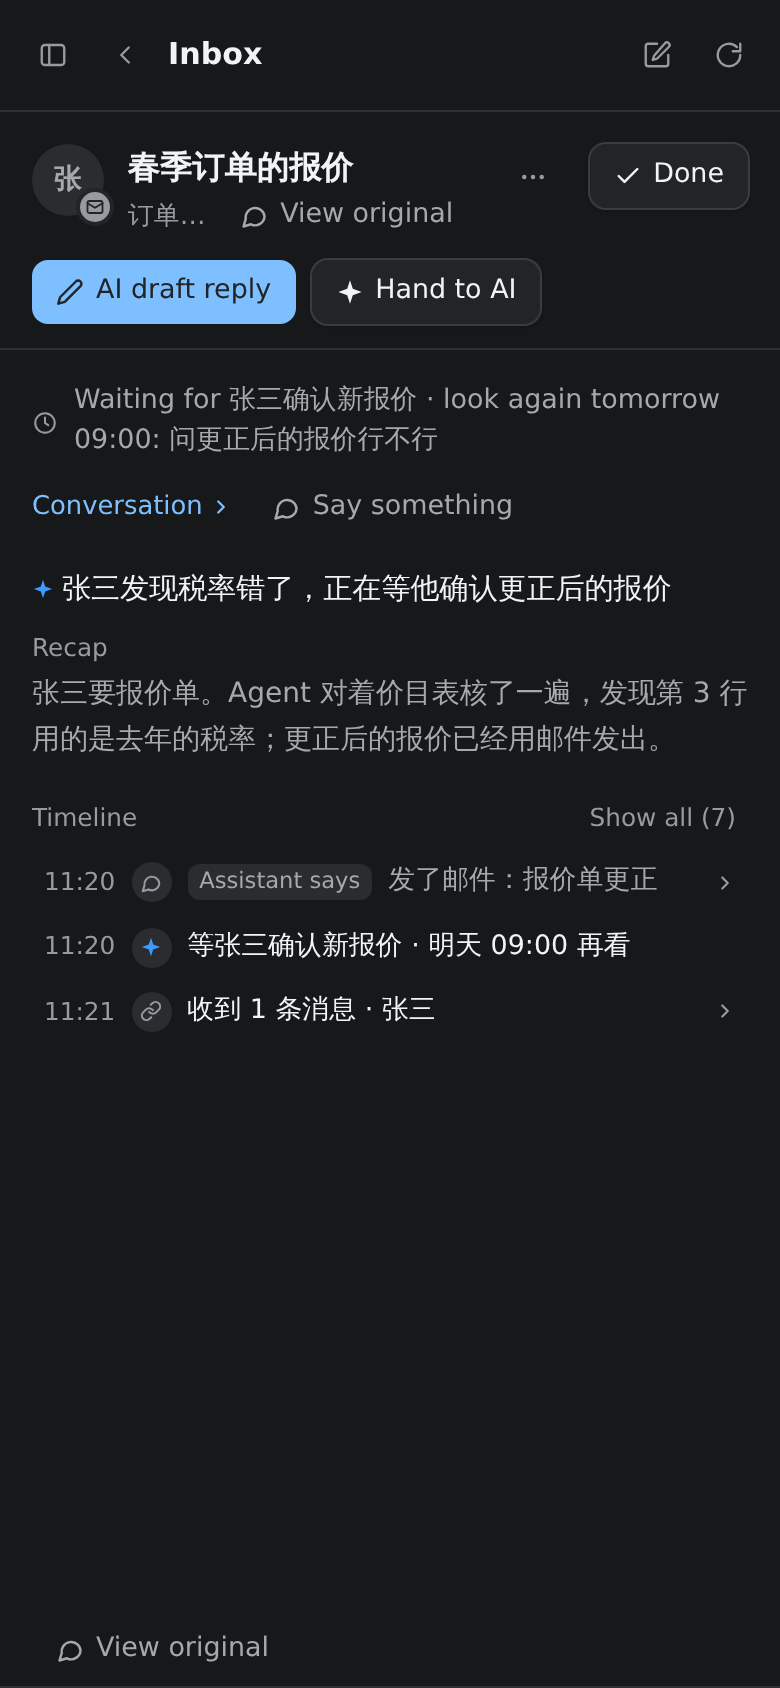 Inbox
张
春季订单的报价
Done
订单… View original
AI draft reply
Hand to AI
Waiting for 张三确认新报价 · look again tomorrow
09:00: 问更正后的报价行不行
Conversation
Say something
张三发现税率错了，正在等他确认更正后的报价
Recap
张三要报价单。Agent 对着价目表核了一遍，发现第 3 行
用的是去年的税率；更正后的报价已经用邮件发出。
Timeline
Show all (7)
11:20 Assistant says 发了邮件：报价单更正
11:20 等张三确认新报价 · 明天 09:00 再看
11:21 收到 1 条消息 · 张三
View original